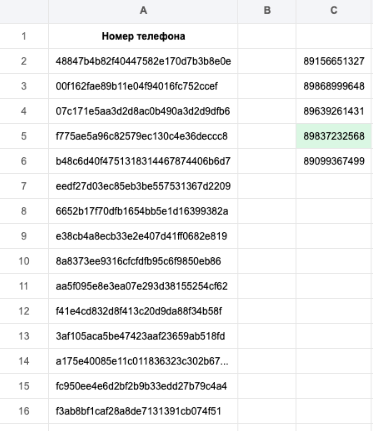 A B C
1 Номер телефона
2 48847b4b82f40447582e170d7b3b8e0e 89156651327
3 00f162fae89b11e04f94016fc752ccef 89868999648
4 07c171e5aa3d2d8ac0b490a3d2d9dfb6 89639261431
5 f775ae5a96c82579ec130c4e36deccc8 89837232568
6 b48c6d40f4751318314467874406b6d7 89099367499
7 eedf27d03ec85eb3be557531367d2209
8 6652b17f70dfb1654bb5e1d16399382a
9 e38cb4a8ecb33e2e407d41ff0682e819
10 8a8373ee9316cfcfdfb95c6f9850eb86
11 aa5f095e8e3ea07e293d38155254cf62
12 f41e4cd832d8f413c20d9da88f34b58f
13 3af105aca5be47423aaf23659ab518fd
14 a175e40085e11c011836323c302b67...
15 fc950ee4e6d2bf2b9b33edd27b79c4a4
16 f3ab8bf1caf28a8de7131391cb074f51